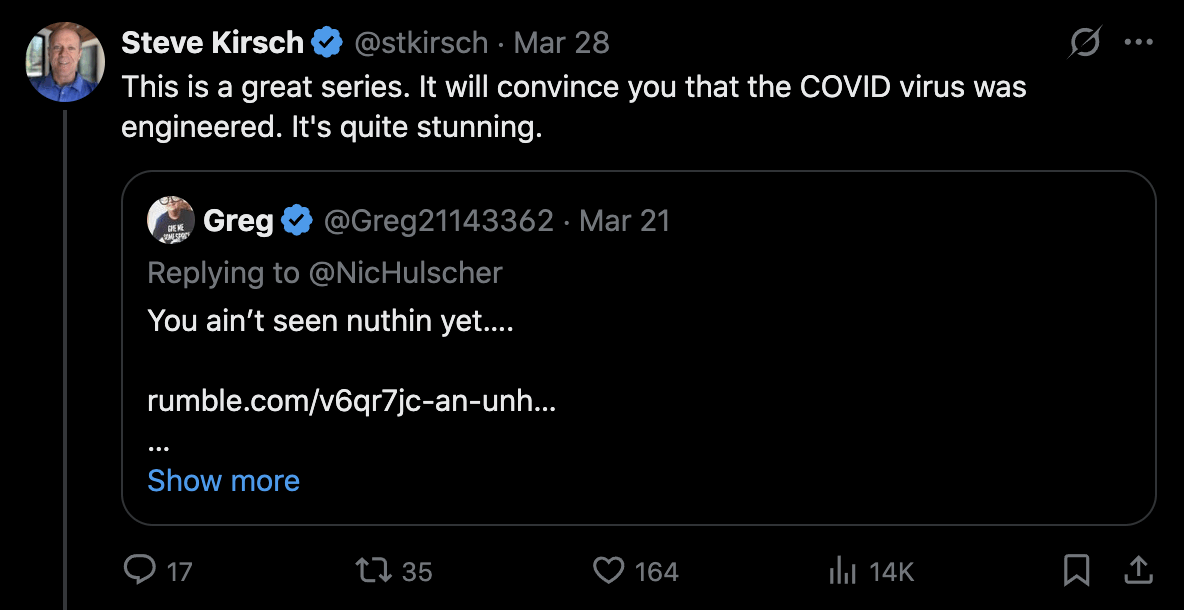 Steve Kirsch @stkirsch · Mar 28
This is a great series. It will convince you that the COVID virus was
engineered. It's quite stunning.
Greg @Greg21143362 · Mar 21
Replying to @NicHulscher
You ain’t seen nuthin yet....
rumble.com/v6qr7jc-an-unh...
...
Show more
17 35 164 14K